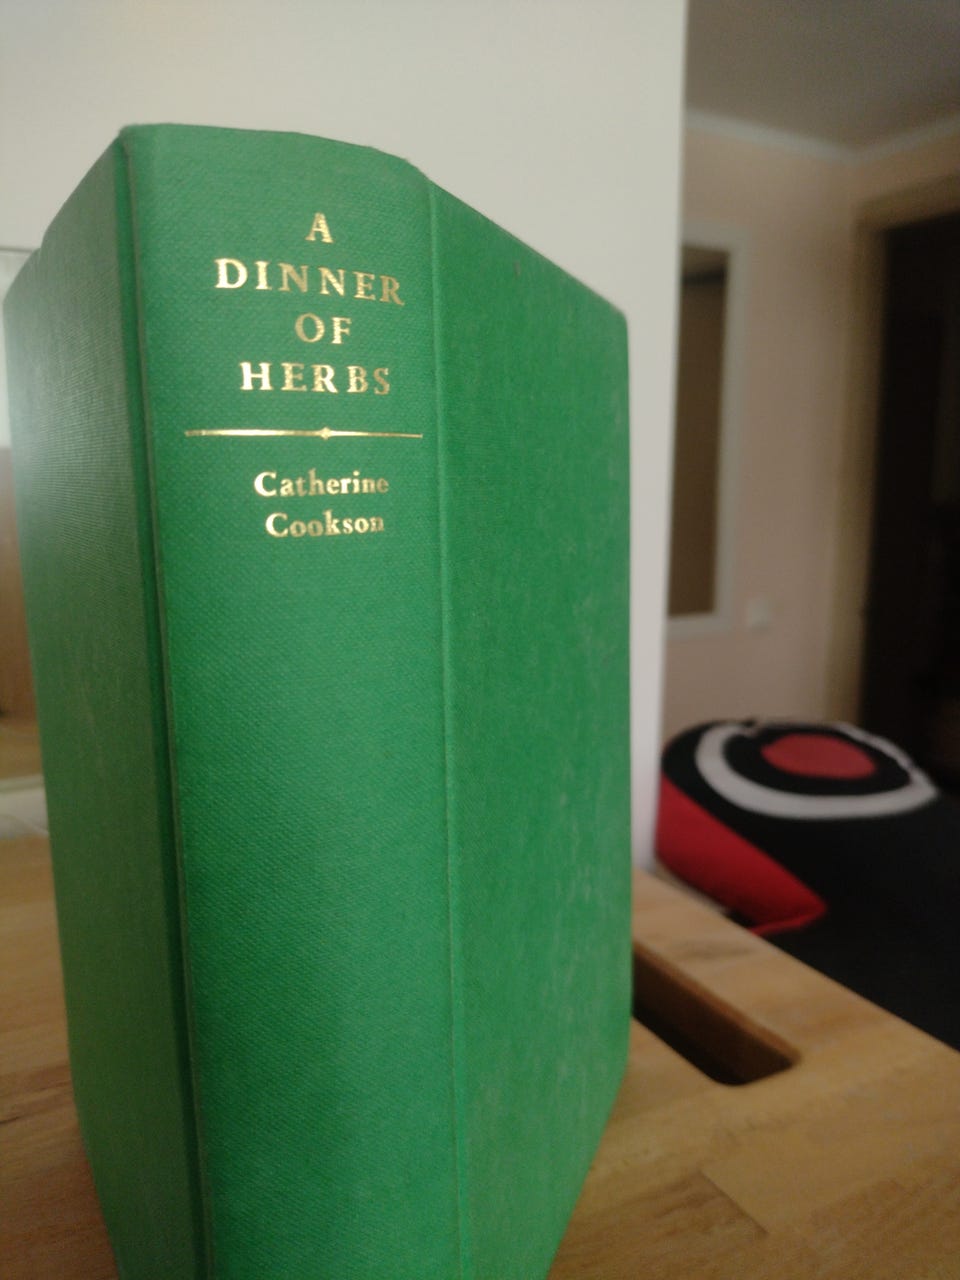 A
DINNER
OF
HERBS
Catherine
Cookson